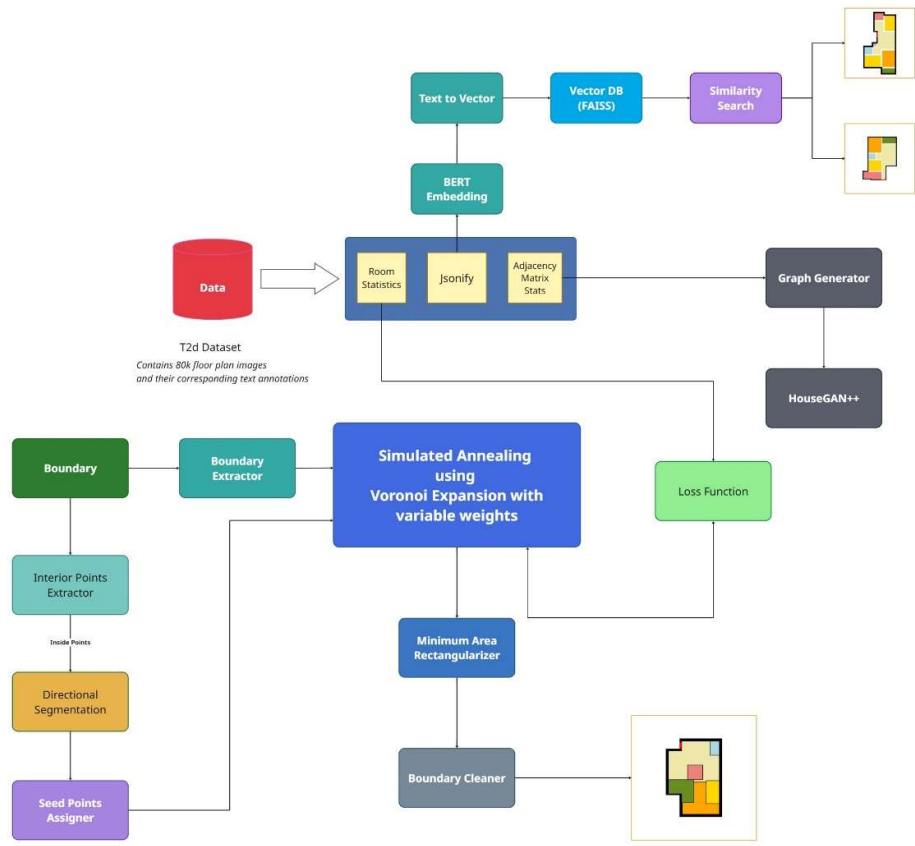 Text to Vector
Vector DB
(FAISS)
Similarity
Search
BERT
Embedding
Data
Room
Statistics
Jsonify
Adjacency
Matrix
Stats
Graph Generator
T2d Dataset
Contains 80k floor plan images
and their corresponding text annotations
HouseGAN++
Boundary
Boundary
Extractor
Simulated Annealing
using
Voronoi Expansion with
variable weights
Loss Function
Interior Points
Extractor
Inside Points
Minimum Area
Rectangularizer
Directional
Segmentation
Boundary Cleaner
Seed Points
Assigner